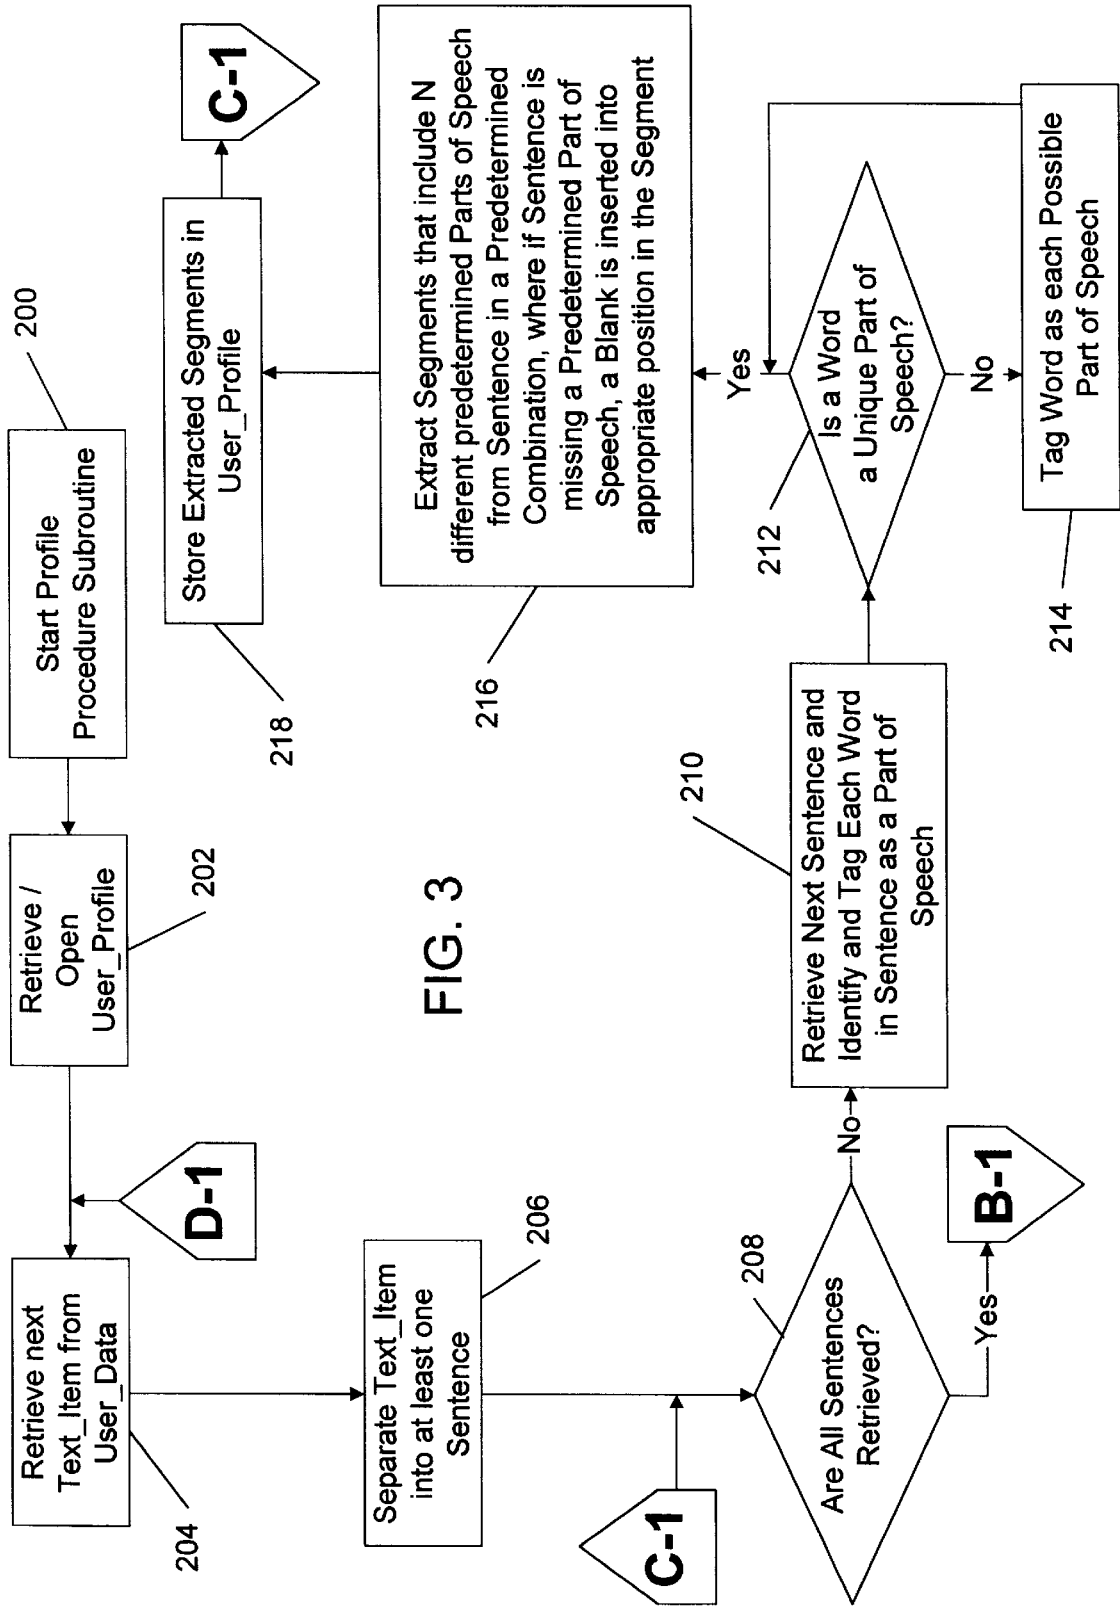 Start Profile
Procedure Subroutine
200
Retrieve /
Open
User_Profile
202
D-1
Retrieve next
Text_Item from
User_Data
204
Separate Text_Item
into at least one
Sentence
206
C-1
Are All Sentences
Retrieved?
208
No
Yes
B-1
Retrieve Next Sentence and
Identify and Tag Each Word
in Sentence as a Part of
Speech
210
Is a Word
a Unique Part of
Speech?
212
Yes
No
Tag Word as each Possible
Part of Speech
214
Extract Segments that include N
different predetermined Parts of Speech
from Sentence in a Predetermined
Combination, where if Sentence is
missing a Predetermined Part of
Speech, a Blank is inserted into
appropriate position in the Segment
216
Store Extracted Segments in
User_Profile
218
C-1
FIG. 3